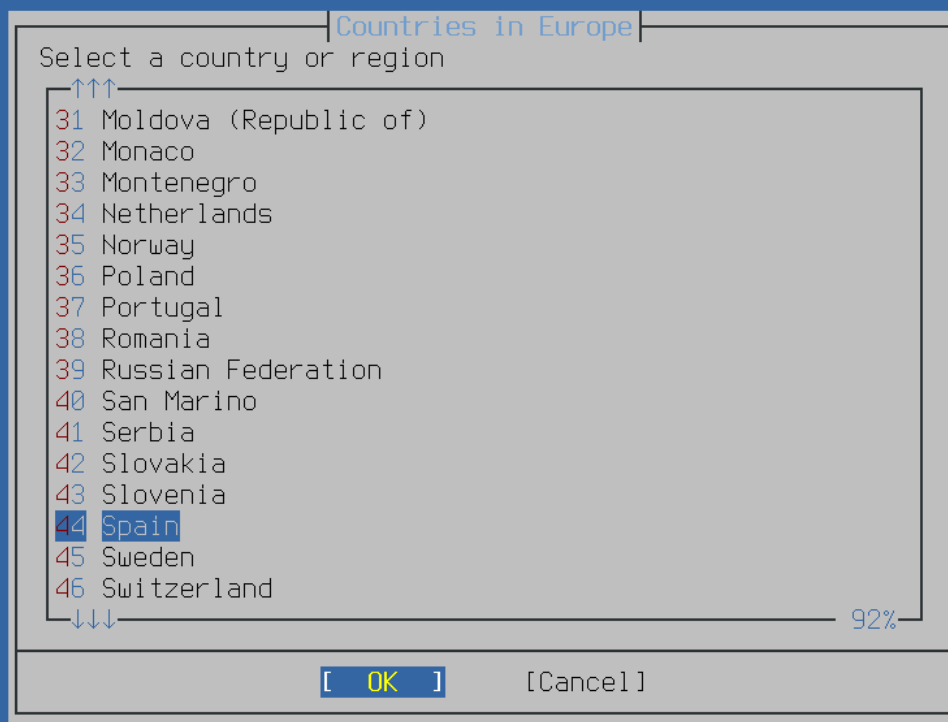 Countries in Europe
Select a country or region
↑↑↑
31 Moldova (Republic of)
32 Monaco
33 Montenegro
34 Netherlands
35 Norway
36 Poland
37 Portugal
38 Romania
39 Russian Federation
40 San Marino
41 Serbia
42 Slovakia
43 Slovenia
44 Spain
45 Sweden
46 Switzerland
↓↓↓ 92%
[ OK ] [Cancel]